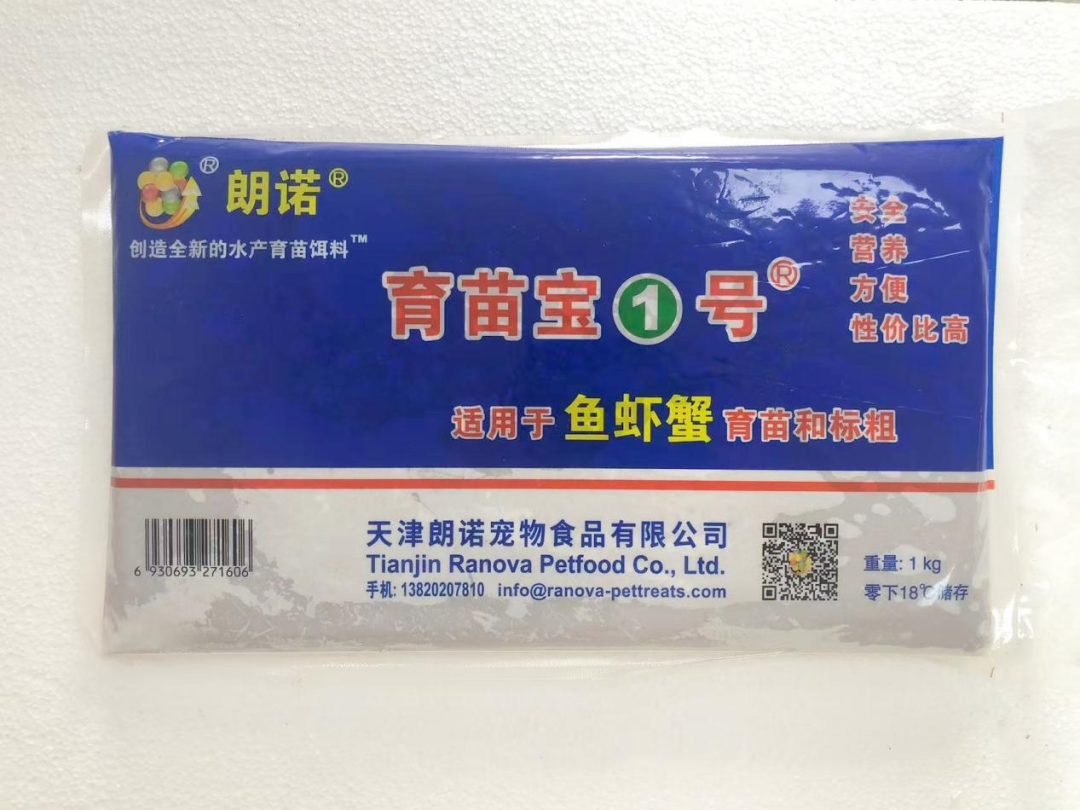 ® 朗诺®
创造全新的水产育苗饵料™
育苗宝1号®
安全
营养
方便
性价比高
适用于 鱼虾蟹 育苗和标粗
天津朗诺宠物食品有限公司
Tianjin Ranova Petfood Co., Ltd.
手机: 13820207810 info@ranova-pettreats.com
6 930693 271606
重量: 1 kg
零下18℃储存